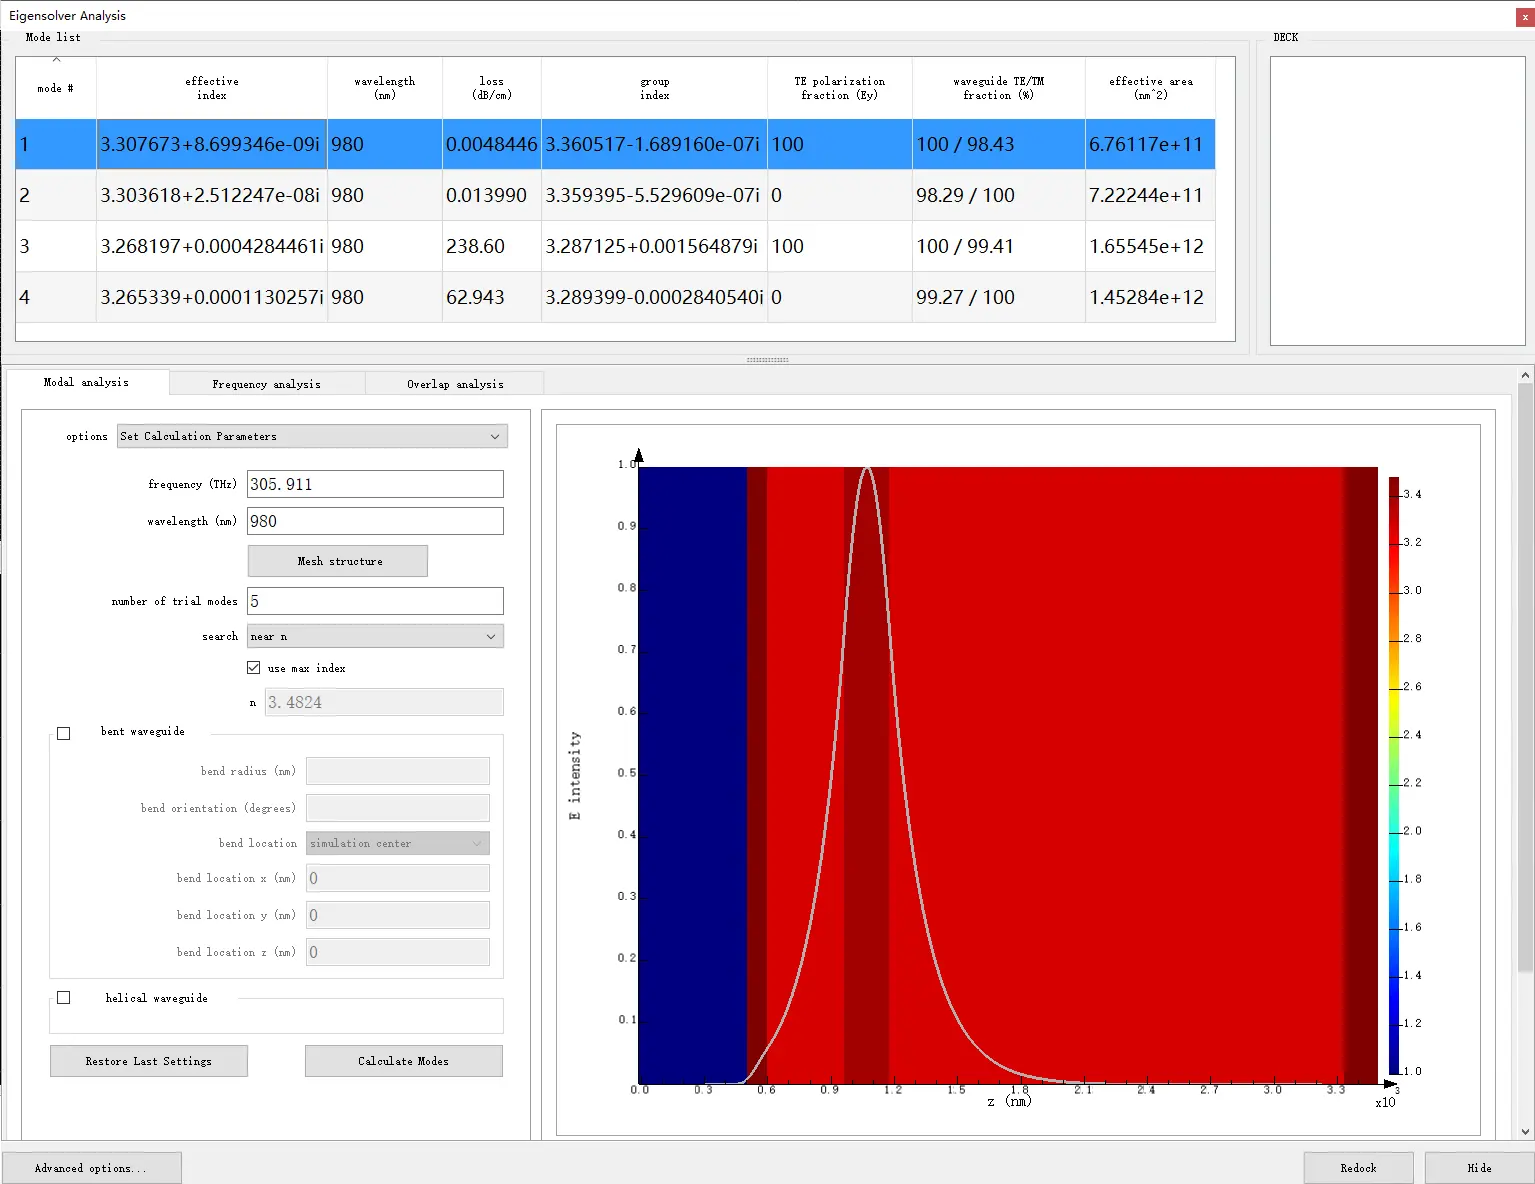 Eigensolver Analysis
x
Mode list
DECK
mode #
effective index
wavelength (nm)
loss (dB/cm)
group index
TE polarization fraction (Ey)
waveguide TE/TM fraction (%)
effective area (nm^2)
1 3.307673+8.699346e-09i 980 0.0048446 3.360517-1.689160e-07i 100 100 / 98.43 6.76117e+11
2 3.303618+2.512247e-08i 980 0.013990 3.359395-5.529609e-07i 0 98.29 / 100 7.22244e+11
3 3.268197+0.0004284461i 980 238.60 3.287125+0.001564879i 100 100 / 99.41 1.65545e+12
4 3.265339+0.0001130257i 980 62.943 3.289399-0.0002840540i 0 99.27 / 100 1.45284e+12
Modal analysis
Frequency analysis
Overlap analysis
options Set Calculation Parameters
frequency (THz) 305.911
wavelength (nm) 980
Mesh structure
number of trial modes 5
search near n
use max index
n 3.4824
bent waveguide
bend radius (nm)
bend orientation (degrees)
bend location simulation center
bend location x (nm) 0
bend location y (nm) 0
bend location z (nm) 0
helical waveguide
Restore Last Settings
Calculate Modes
E intensity
1.0
0.9
0.8
0.7
0.6
0.5
0.4
0.3
0.2
0.1
0.0 0.3 0.6 0.9 1.2 1.5 1.8 2.1 2.4 2.7 3.0 3.3
z (nm)
x10 3
3.4
3.2
3.0
2.8
2.6
2.4
2.2
2.0
1.8
1.6
1.4
1.2
1.0
Advanced options...
Redock
Hide